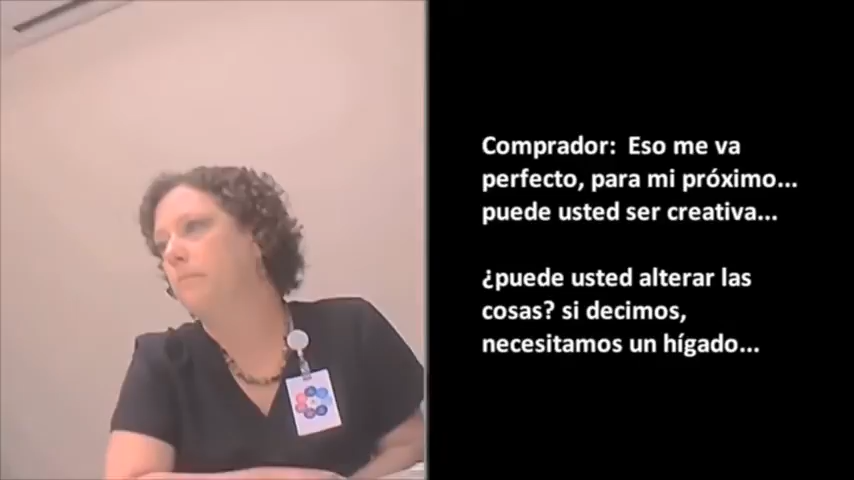 Comprador:  Eso me va
perfecto, para mi próximo...
puede usted ser creativa...
¿puede usted alterar las
cosas? si decimos,
necesitamos un hígado...